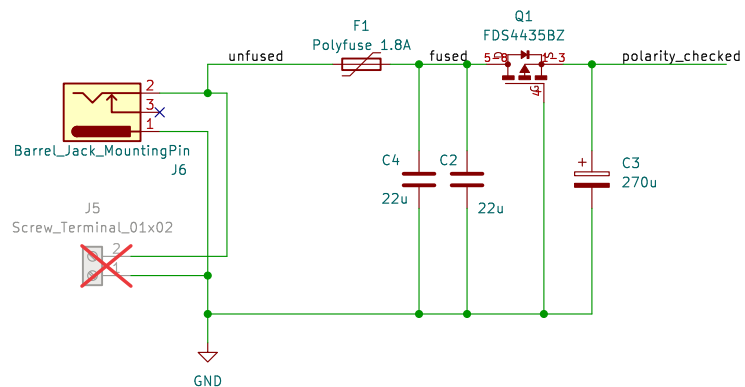 Q1
FDS4435BZ
F1
Polyfuse_1.8A
unfused
fused
5-8
D
S
1-3
polarity_checked
G
4
2
3
1
Barrel_Jack_MountingPin
J6
C4
22u
C2
22u
C3
270u
+
J5
Screw_Terminal_01x02
2
1
GND